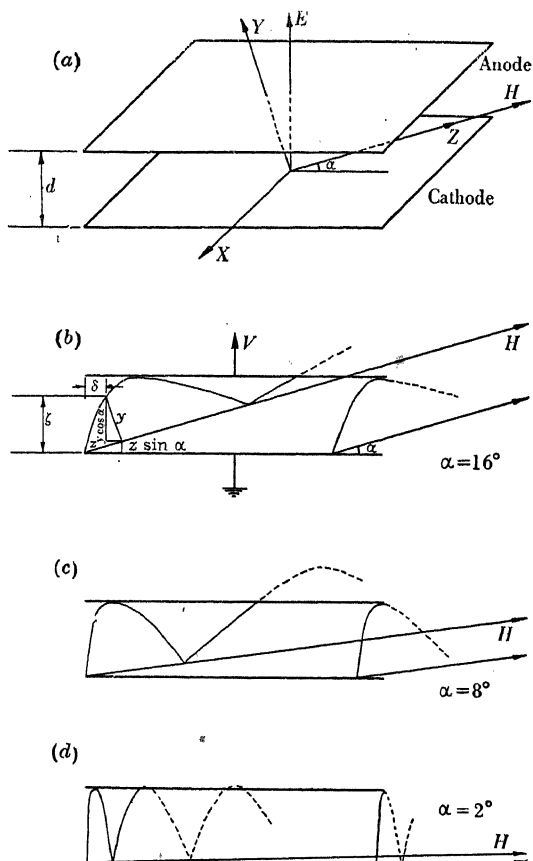 (a)
Y
E
Anode
H
Z
α
d
Cathode
X
(b)
V
H
δ
ζ
y cos α
y
z
z sin α
α
α = 16°
(c)
H
α = 8°
(d)
α = 2°
H